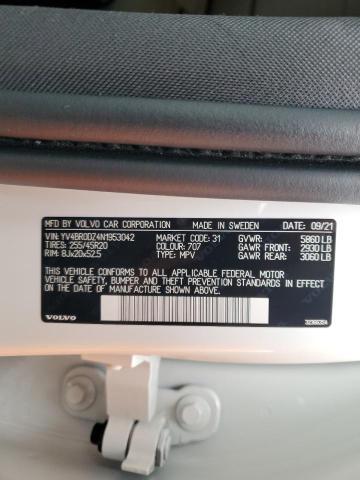 MFD BY VOLVO CAR CORPORATION MADE IN SWEDEN 09/21
VIN: YV4BR0DZ4N1953042 MARKET CODE: 31 GVWR: 5860 LB
TIRES: 255/45R20 COLOUR: 707 GAWR FRONT: 2930 LB
RIM: 8Jx20x52.5 TYPE: MPV GAWR REAR: 3060 LB
THIS VEHICLE CONFORMS TO ALL APPLICABLE FEDERAL MOTOR
VEHICLE SAFETY, BUMPER AND THEFT PREVENTION STANDARDS IN EFFECT
ON THE DATE OF MANUFACTURE SHOWN ABOVE.
VOLVO